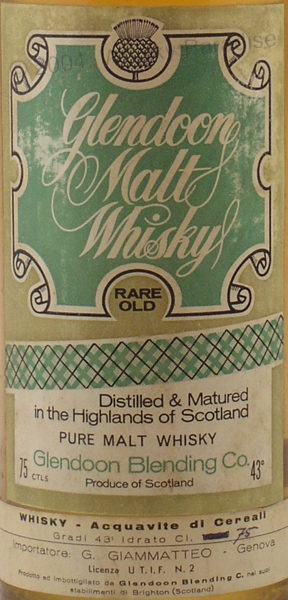 2004
Glendoon
Malt
Whisky
RARE
OLD
Distilled & Matured
in the Highlands of Scotland
PURE MALT WHISKY
75 CTLS Glendoon Blending Co. 43°
Produce of Scotland
WHISKY - Acquavite di Cereali
Gradi 43° Idrato Cl. 75
Importatore: G. GIAMMATTEO - Genova
Licenza U T.I.F. N. 2
Prodotto ed imbottigliato da Glendoon Blending C. nei suoi
stabilimenti di Brighton (Scotland)